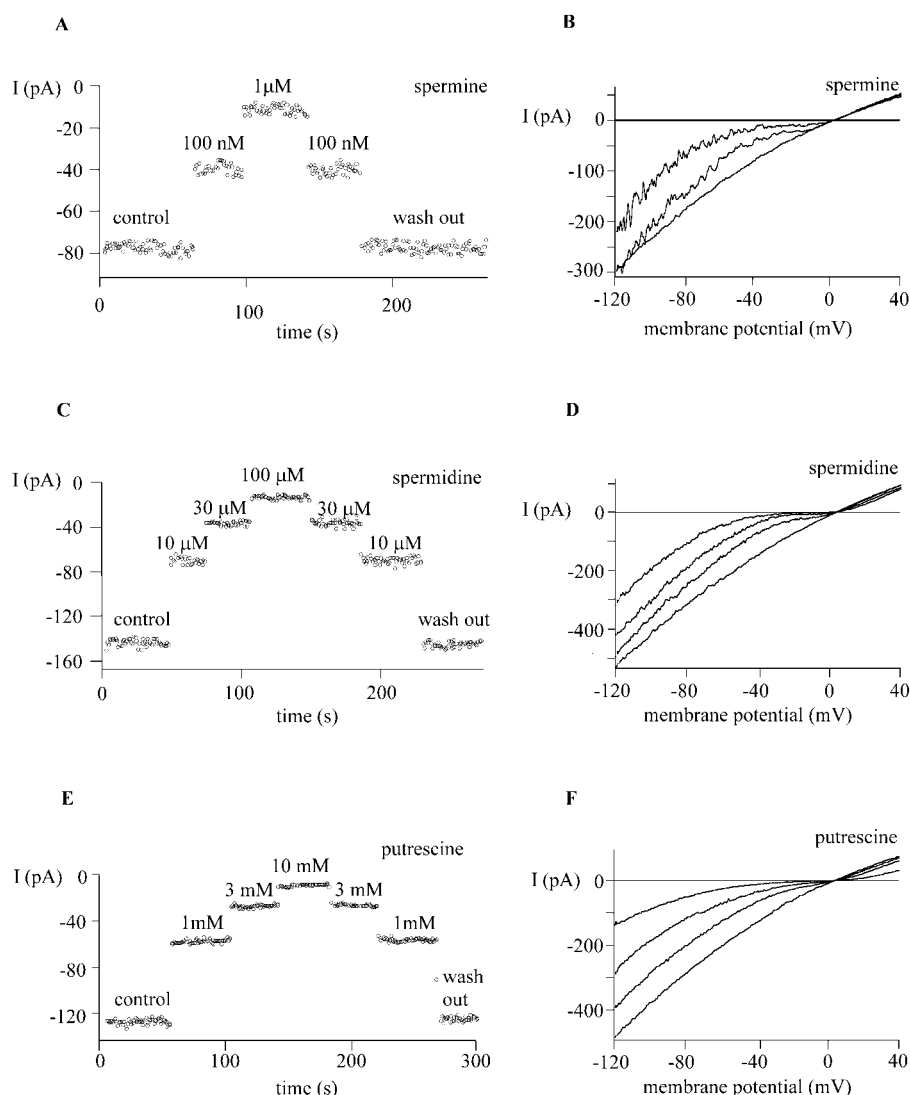 A
I (pA)
0
-20
-40
-60
-80
control
100 nM
1μM
100 nM
wash out
spermine
0
100
200
time (s)
B
spermine
I (pA)
0
-100
-200
-300
-120
-80
-40
0
40
membrane potential (mV)
C
I (pA)
0
-40
-80
-120
-160
control
10 μM
30 μM
100 μM
30 μM
10 μM
wash out
spermidine
0
100
200
time (s)
D
spermidine
I (pA)
0
-200
-400
-120
-80
-40
0
40
membrane potential (mV)
E
I (pA)
0
-40
-80
-120
control
1mM
3 mM
10 mM
3 mM
1mM
wash
out
putrescine
0
100
200
300
time (s)
F
putrescine
I (pA)
0
-200
-400
-120
-80
-40
0
40
membrane potential (mV)